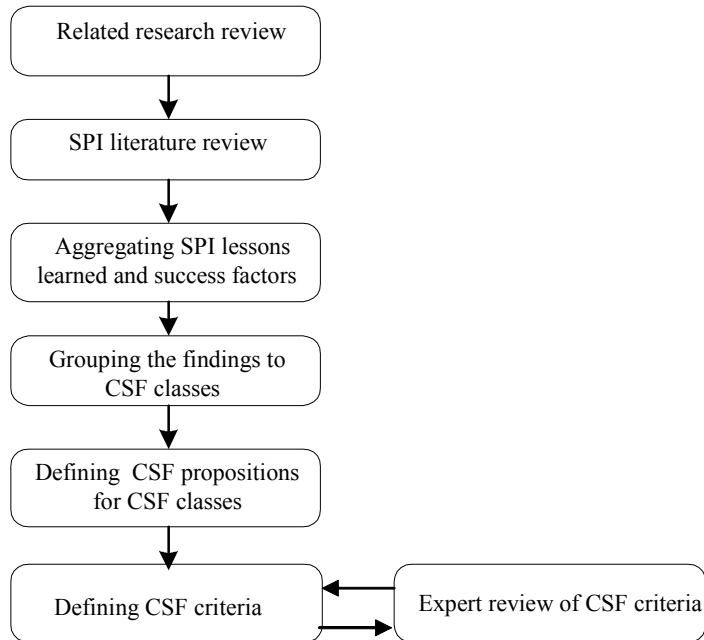 Related research review
SPI literature review
Aggregating SPI lessons
learned and success factors
Grouping the findings to
CSF classes
Defining CSF propositions
for CSF classes
Defining CSF criteria
Expert review of CSF criteria